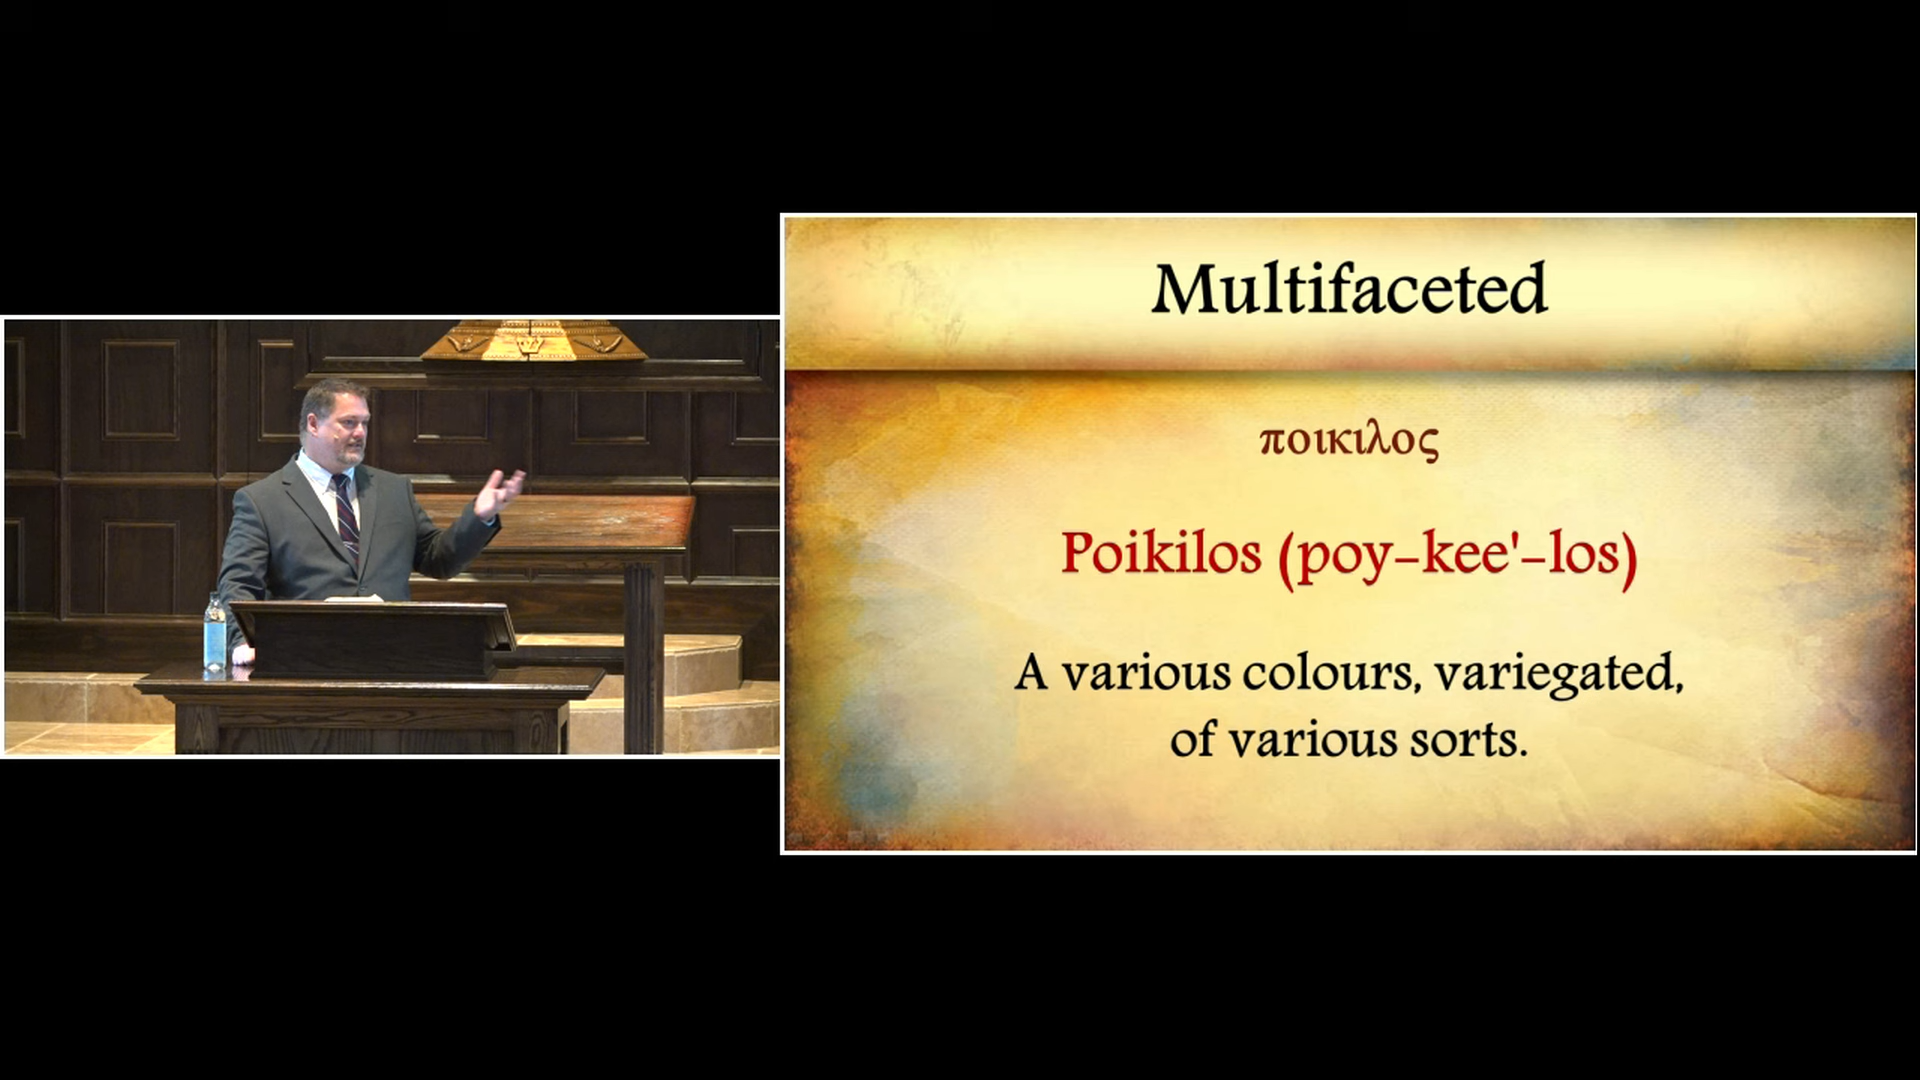 Multifaceted
ποικιλος
Poikilos (poy-kee'-los)
A various colours, variegated,
of various sorts.